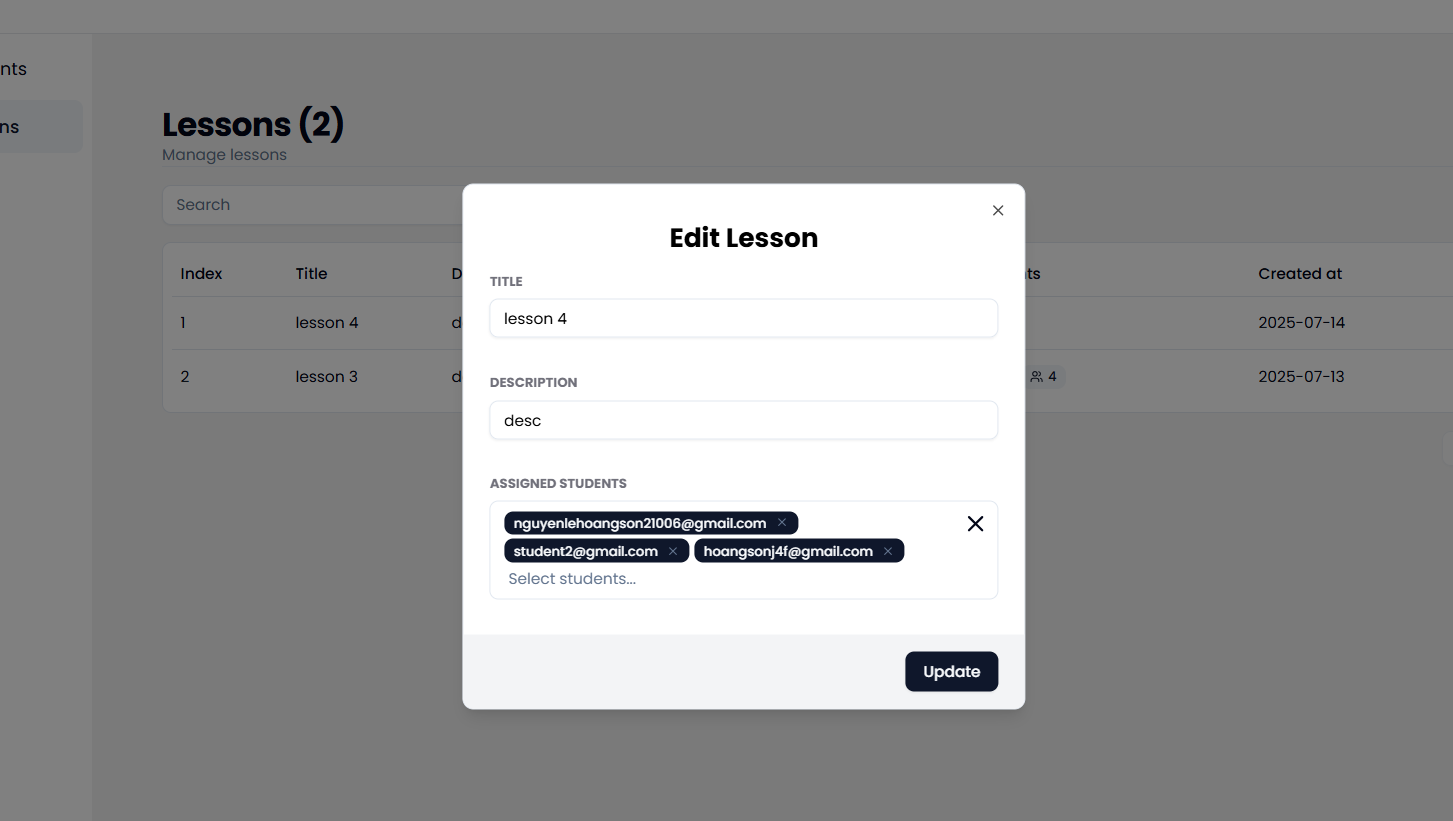 nts
ns
Lessons (2)
Manage lessons
Search
Index Title D ts Created at
1 lesson 4 d 2025-07-14
2 lesson 3 d 4 2025-07-13
Edit Lesson
TITLE
lesson 4
DESCRIPTION
desc
ASSIGNED STUDENTS
nguyenlehoangson21006@gmail.com
student2@gmail.com hoangsonj4f@gmail.com
Select students...
Update